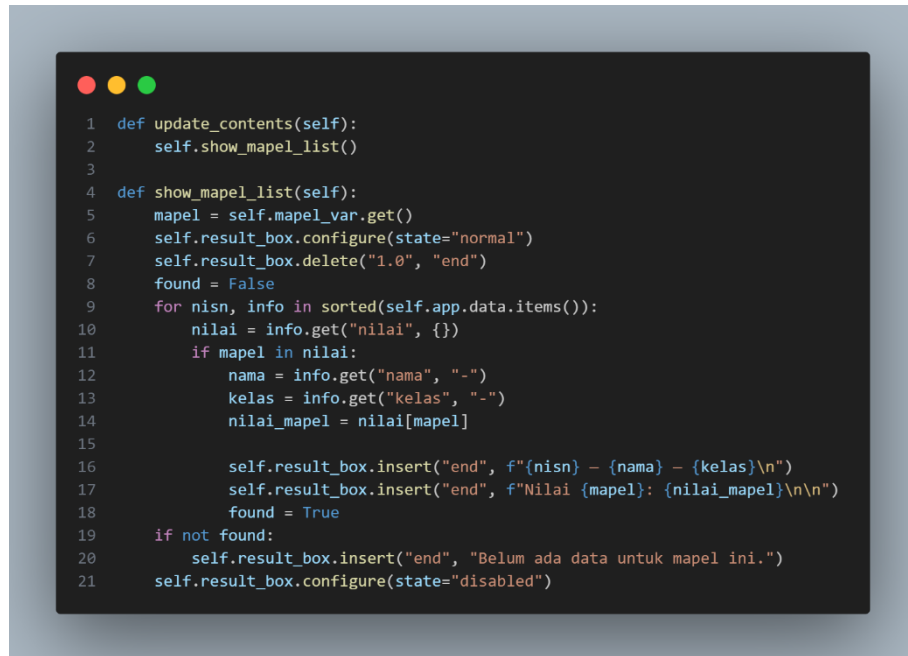 1 def update_contents(self):
2     self.show_mapel_list()
3
4 def show_mapel_list(self):
5     mapel = self.mapel_var.get()
6     self.result_box.configure(state="normal")
7     self.result_box.delete("1.0", "end")
8     found = False
9     for nisn, info in sorted(self.app.data.items()):
10         nilai = info.get("nilai", {})
11         if mapel in nilai:
12             nama = info.get("nama", "-")
13             kelas = info.get("kelas", "-")
14             nilai_mapel = nilai[mapel]
15
16             self.result_box.insert("end", f"{nisn} — {nama} — {kelas}\n")
17             self.result_box.insert("end", f"Nilai {mapel}: {nilai_mapel}\n\n")
18             found = True
19     if not found:
20         self.result_box.insert("end", "Belum ada data untuk mapel ini.")
21     self.result_box.configure(state="disabled")